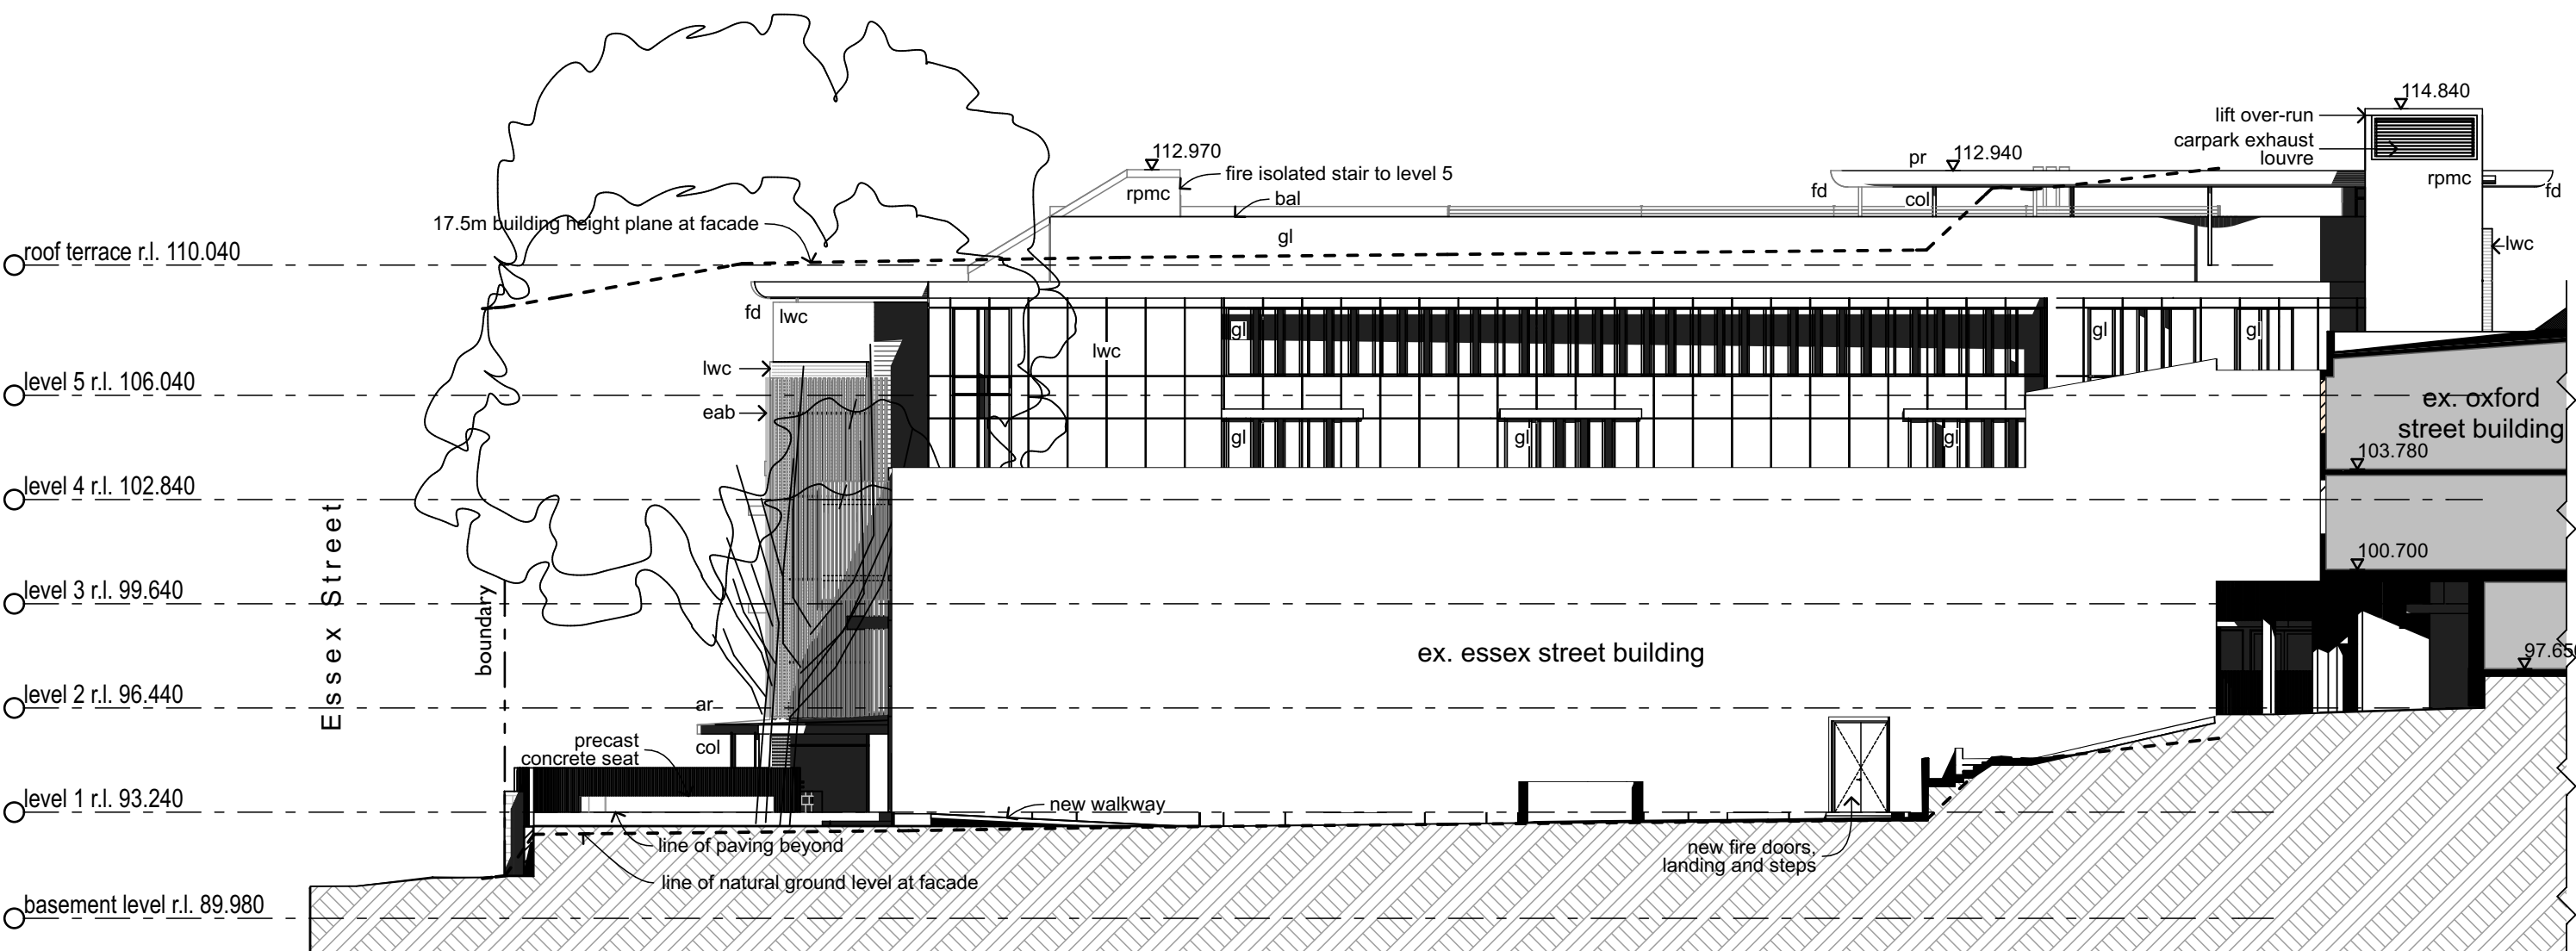 114.840
lift over-run
carpark exhaust
louvre
112.970
fire isolated stair to level 5
pr
112.940
rpmc
fd
col
rpmc
fd
bal
17.5m building height plane at facade
gl
roof terrace r.l. 110.040
lwc
fd
lwc
gl
gl
gl
lwc
lwc
level 5 r.l. 106.040
eab
ex. oxford
street building
gl
gl
gl
103.780
level 4 r.l. 102.840
100.700
level 3 r.l. 99.640
Essex Street
boundary
ex. essex street building
97.650
level 2 r.l. 96.440
ar
col
precast
concrete seat
level 1 r.l. 93.240
new walkway
line of paving beyond
new fire doors,
landing and steps
line of natural ground level at facade
basement level r.l. 89.980